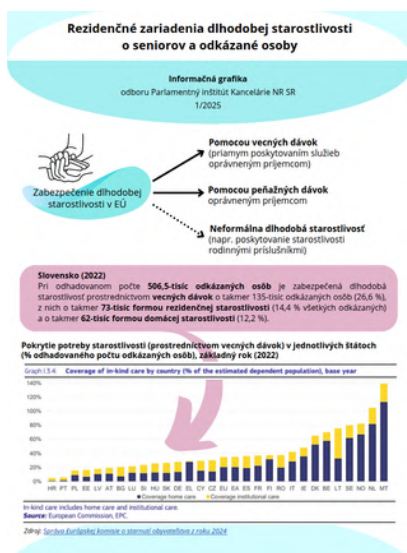 Rezidenčné zariadenia dlhodobej starostlivosti
o seniorov a odkázané osoby
Informačná grafika
odboru Parlamentný inštitút Kancelárie NR SR
1/2025
Zabezpečenie dlhodobej
starostlivosti v EÚ
Pomocou vecných dávok
(priamym poskytovaním služieb
oprávneným príjemcom)
Pomocou peňažných dávok
oprávneným príjemcom
Neformálna dlhodobá starostlivosť
(napr. poskytovanie starostlivosti
rodinnými príslušníkmi)
Slovensko (2022)
Pri odhadovanom počte 506,5-tisíc odkázaných osôb je zabezpečená dlhodobá
starostlivosť prostredníctvom vecných dávok o takmer 135-tisíc odkázaných osôb (26,6 %),
z nich o takmer 73-tisíc formou rezidenčnej starostlivosti (14,4 % všetkých odkázaných)
a o takmer 62-tisíc formou domácej starostlivosti (12,2 %).
Pokrytie potreby starostlivosti (prostredníctvom vecných dávok) v jednotlivých štátoch
(% odhadovaného počtu odkázaných osôb), základný rok (2022)
Graph I.3.4: Coverage of in-kind care by country (% of the estimated dependent population), base year
140%
120%
100%
80%
60%
40%
20%
0%
HR PT PL EE LV AT BG LU SI HU SK DE EL CY CZ EU EA ES FR FI RO IT IE DK BE LT SE NO NL MT
Coverage home care Coverage institutional care
In-kind care includes home care and institutional care.
Source: European Commission, EPC.
Zdroj: Správa Európskej komisie o starnutí obyvateľstva z roku 2024